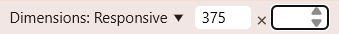 Dimensions: Responsive ▼ 375 ×